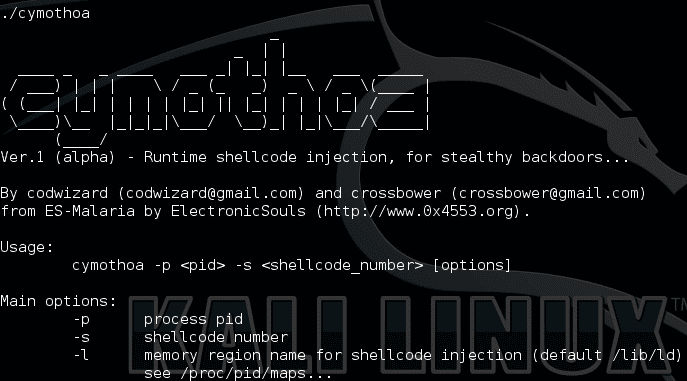 ./cymothoa
cymothoa
Ver.1 (alpha) - Runtime shellcode injection, for stealthy backdoors...
By codwizard (codwizard@gmail.com) and crossbower (crossbower@gmail.com)
from ES-Malaria by ElectronicSouls (http://www.0x4553.org).
Usage:
cymothoa -p <pid> -s <shellcode_number> [options]
Main options:
-p process pid
-s shellcode number
-l memory region name for shellcode injection (default /lib/ld)
see /proc/pid/maps...
KALI LINUX™